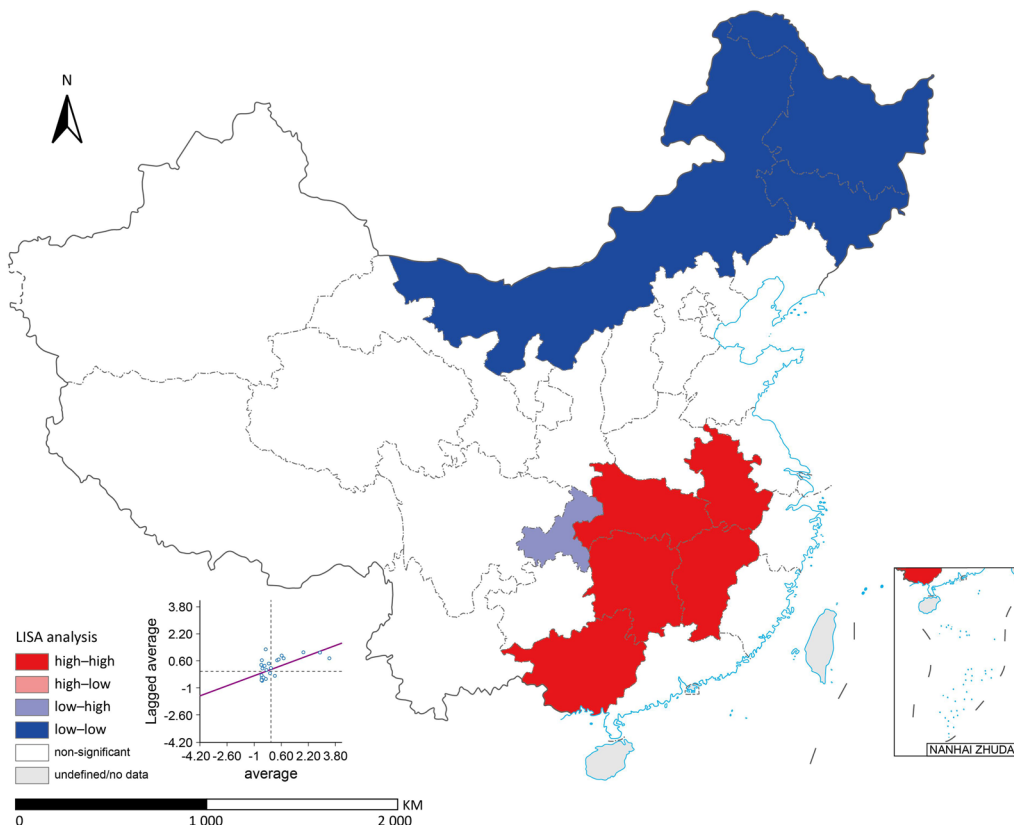 N
LISA analysis
high–high
high–low
low–high
low–low
non-significant
undefined/no data
Lagged average
3.80
2.20
0.60
-1
-2.60
-4.20
-4.20 -2.60 -1 0.60 2.20 3.80
average
NANHAI ZHUDA
KM
0 1 000 2 000